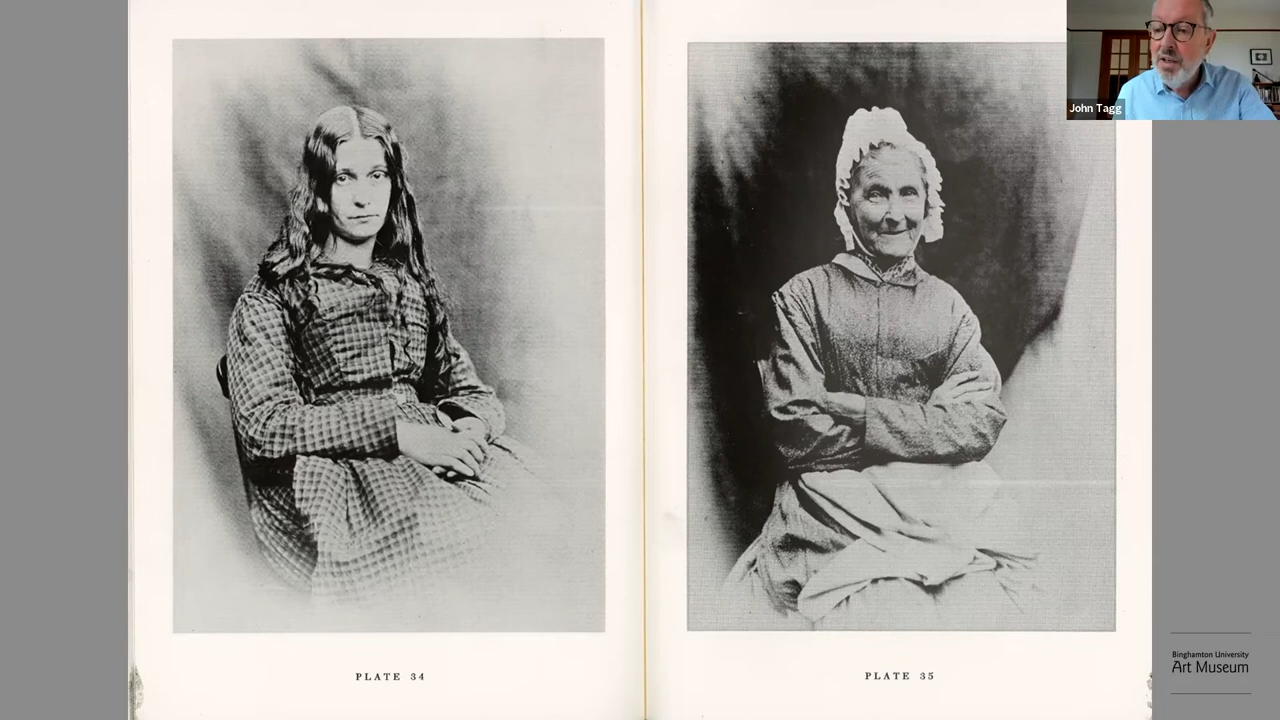 John Tagg
PLATE 34
PLATE 35
Binghamton University
Art Museum